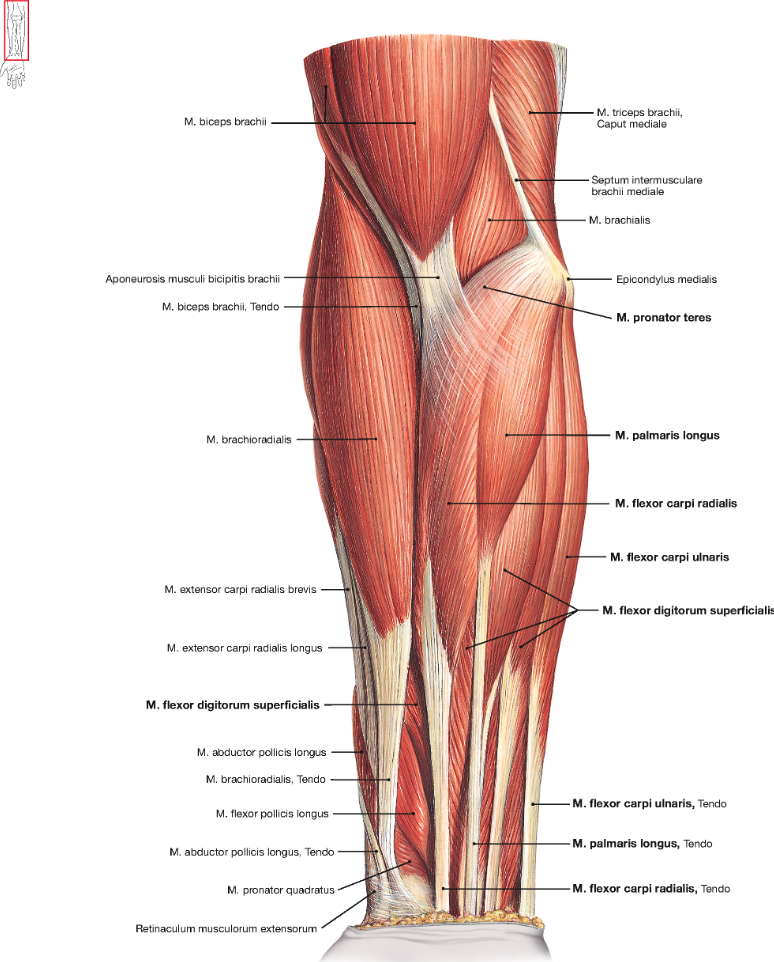 M. biceps brachii
M. triceps brachii,
Caput mediale
Septum intermusculare
brachii mediale
M. brachialis
Aponeurosis musculi bicipitis brachii
Epicondylus medialis
M. biceps brachii, Tendo
M. pronator teres
M. brachioradialis
M. palmaris longus
M. flexor carpi radialis
M. flexor carpi ulnaris
M. extensor carpi radialis brevis
M. flexor digitorum superficialis
M. extensor carpi radialis longus
M. flexor digitorum superficialis
M. abductor pollicis longus
M. brachioradialis, Tendo
M. flexor carpi ulnaris, Tendo
M. flexor pollicis longus
M. palmaris longus, Tendo
M. abductor pollicis longus, Tendo
M. pronator quadratus
M. flexor carpi radialis, Tendo
Retinaculum musculorum extensorum